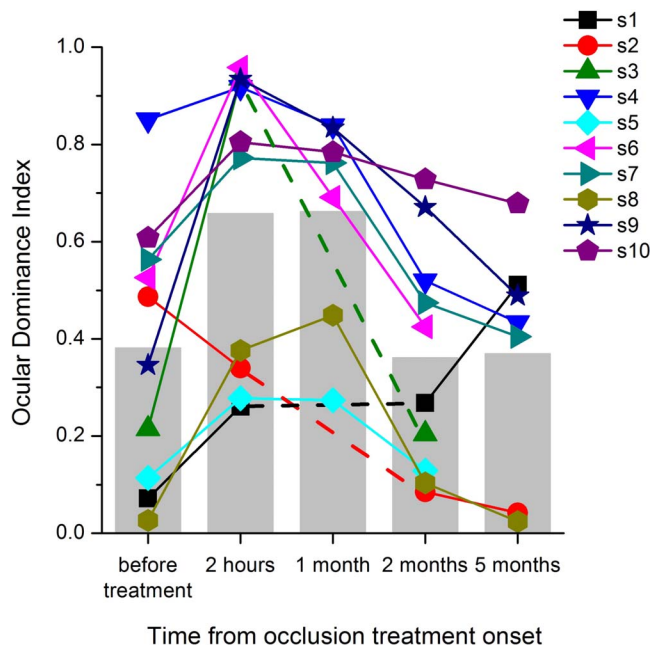 s1
s2
s3
s4
s5
s6
s7
s8
s9
s10
Ocular Dominance Index
1.0
0.8
0.6
0.4
0.2
0.0
before treatment
2 hours
1 month
2 months
5 months
Time from occlusion treatment onset